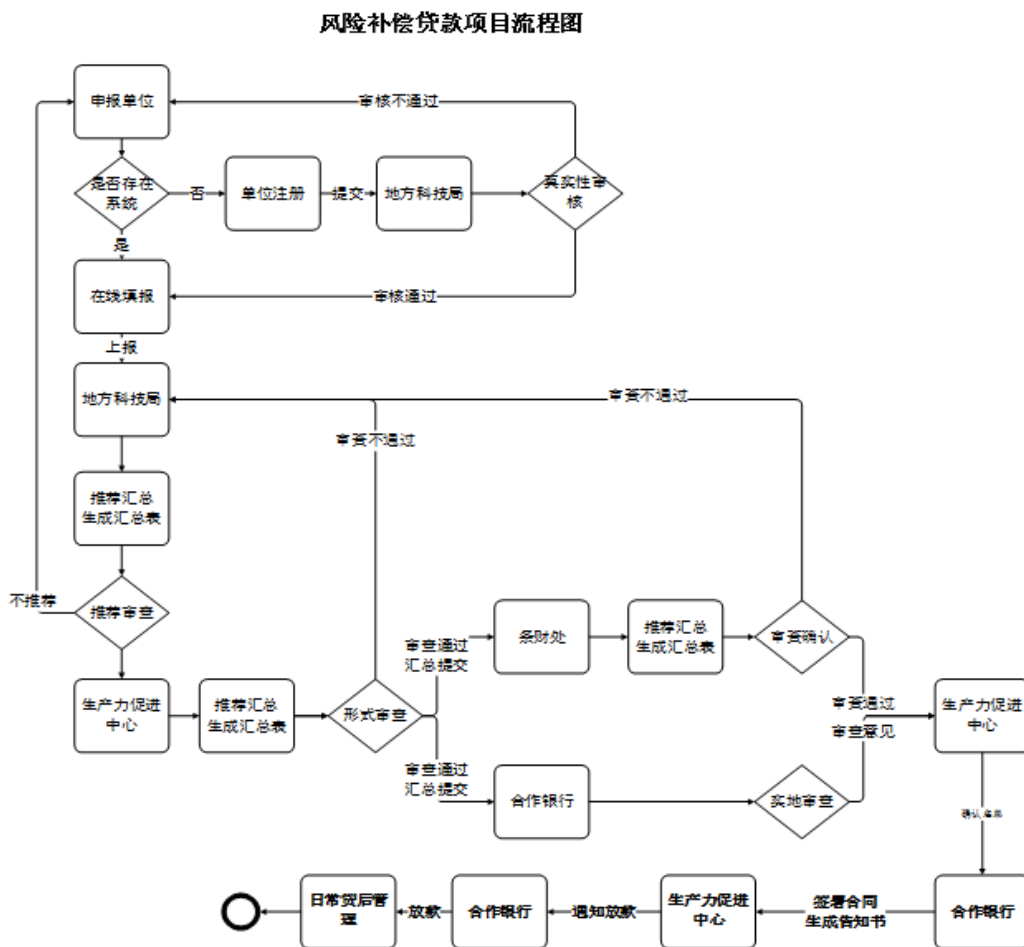 风险补偿贷款项目流程图
申报单位
审核不通过
是否存在
系统
否
单位注册
提交
地方科技局
真实性审
核
是
在线填报
审核通过
上报
地方科技局
审查不通过
审查不通过
推荐汇总
生成汇总表
不推荐
推荐审查
条财处
推荐汇总
生成汇总表
审查确认
审查通过
汇总提交
生产力促进
中心
推荐汇总
生成汇总表
形式审查
审查通过
审查意见
生产力促进
中心
审查通过
汇总提交
合作银行
实地审查
确认
日常贷后管
理
放款
合作银行
通知放款
生产力促进
中心
签署合同
生成告知书
合作银行